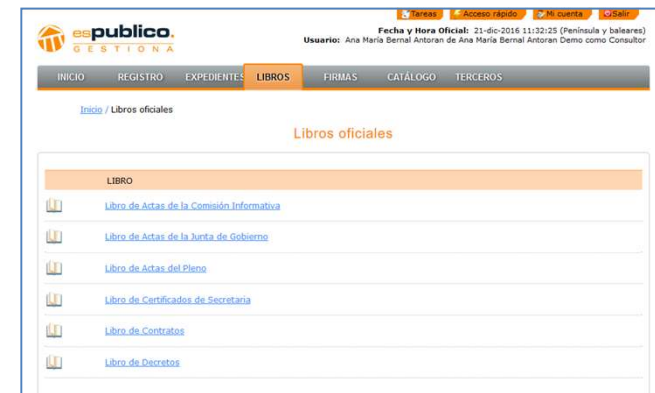 Tareas Acceso rápido Mi cuenta Salir
espublico.
GESTIONA
Fecha y Hora Oficial: 21-dic-2016 11:32:25 (Península y baleares)
Usuario: Ana María Bernal Antoran de Ana María Bernal Antoran Demo como Consultor
INICIO REGISTRO EXPEDIENTES LIBROS FIRMAS CATÁLOGO TERCEROS
Inicio / Libros oficiales
Libros oficiales
LIBRO
Libro de Actas de la Comisión Informativa
Libro de Actas de la Junta de Gobierno
Libro de Actas del Pleno
Libro de Certificados de Secretaria
Libro de Contratos
Libro de Decretos